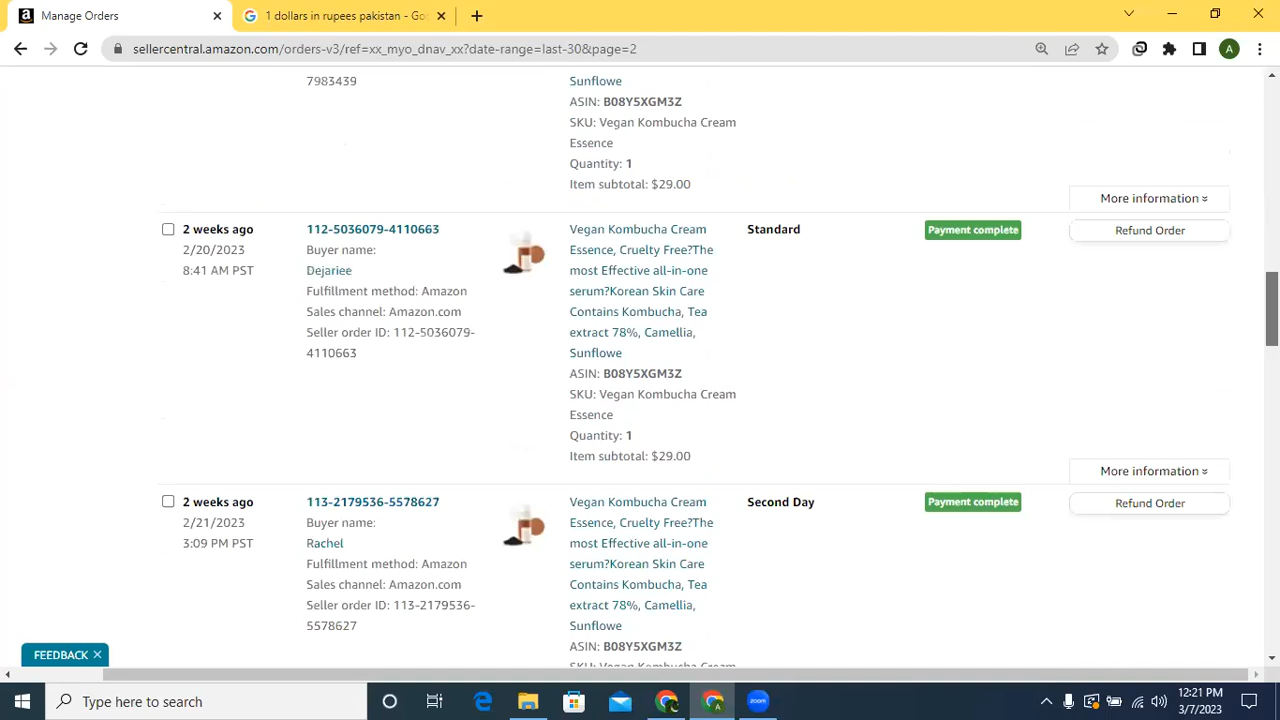 Manage Orders
1 dollars in rupees pakistan - Go
sellercentral.amazon.com/orders-v3/ref=xx_myo_dnav_xx?date-range=last-30&page=2
A
7983439
Sunflowe
ASIN: B08Y5XGM3Z
SKU: Vegan Kombucha Cream
Essence
Quantity: 1
Item subtotal: $29.00
More information
2 weeks ago
2/20/2023
8:41 AM PST
112-5036079-4110663
Buyer name:
Dejariee
Fulfillment method: Amazon
Sales channel: Amazon.com
Seller order ID: 112-5036079-
4110663
Vegan Kombucha Cream
Essence, Cruelty Free?The
most Effective all-in-one
serum?Korean Skin Care
Contains Kombucha, Tea
extract 78%, Camellia,
Sunflowe
ASIN: B08Y5XGM3Z
SKU: Vegan Kombucha Cream
Essence
Quantity: 1
Item subtotal: $29.00
Standard
Payment complete
Refund Order
More information
2 weeks ago
2/21/2023
3:09 PM PST
113-2179536-5578627
Buyer name:
Rachel
Fulfillment method: Amazon
Sales channel: Amazon.com
Seller order ID: 113-2179536-
5578627
Vegan Kombucha Cream
Essence, Cruelty Free?The
most Effective all-in-one
serum?Korean Skin Care
Contains Kombucha, Tea
extract 78%, Camellia,
Sunflowe
ASIN: B08Y5XGM3Z
SKU: Vegan Kombucha Cream
Second Day
Payment complete
Refund Order
FEEDBACK
Type here to search
zoom
12:21 PM
3/7/2023